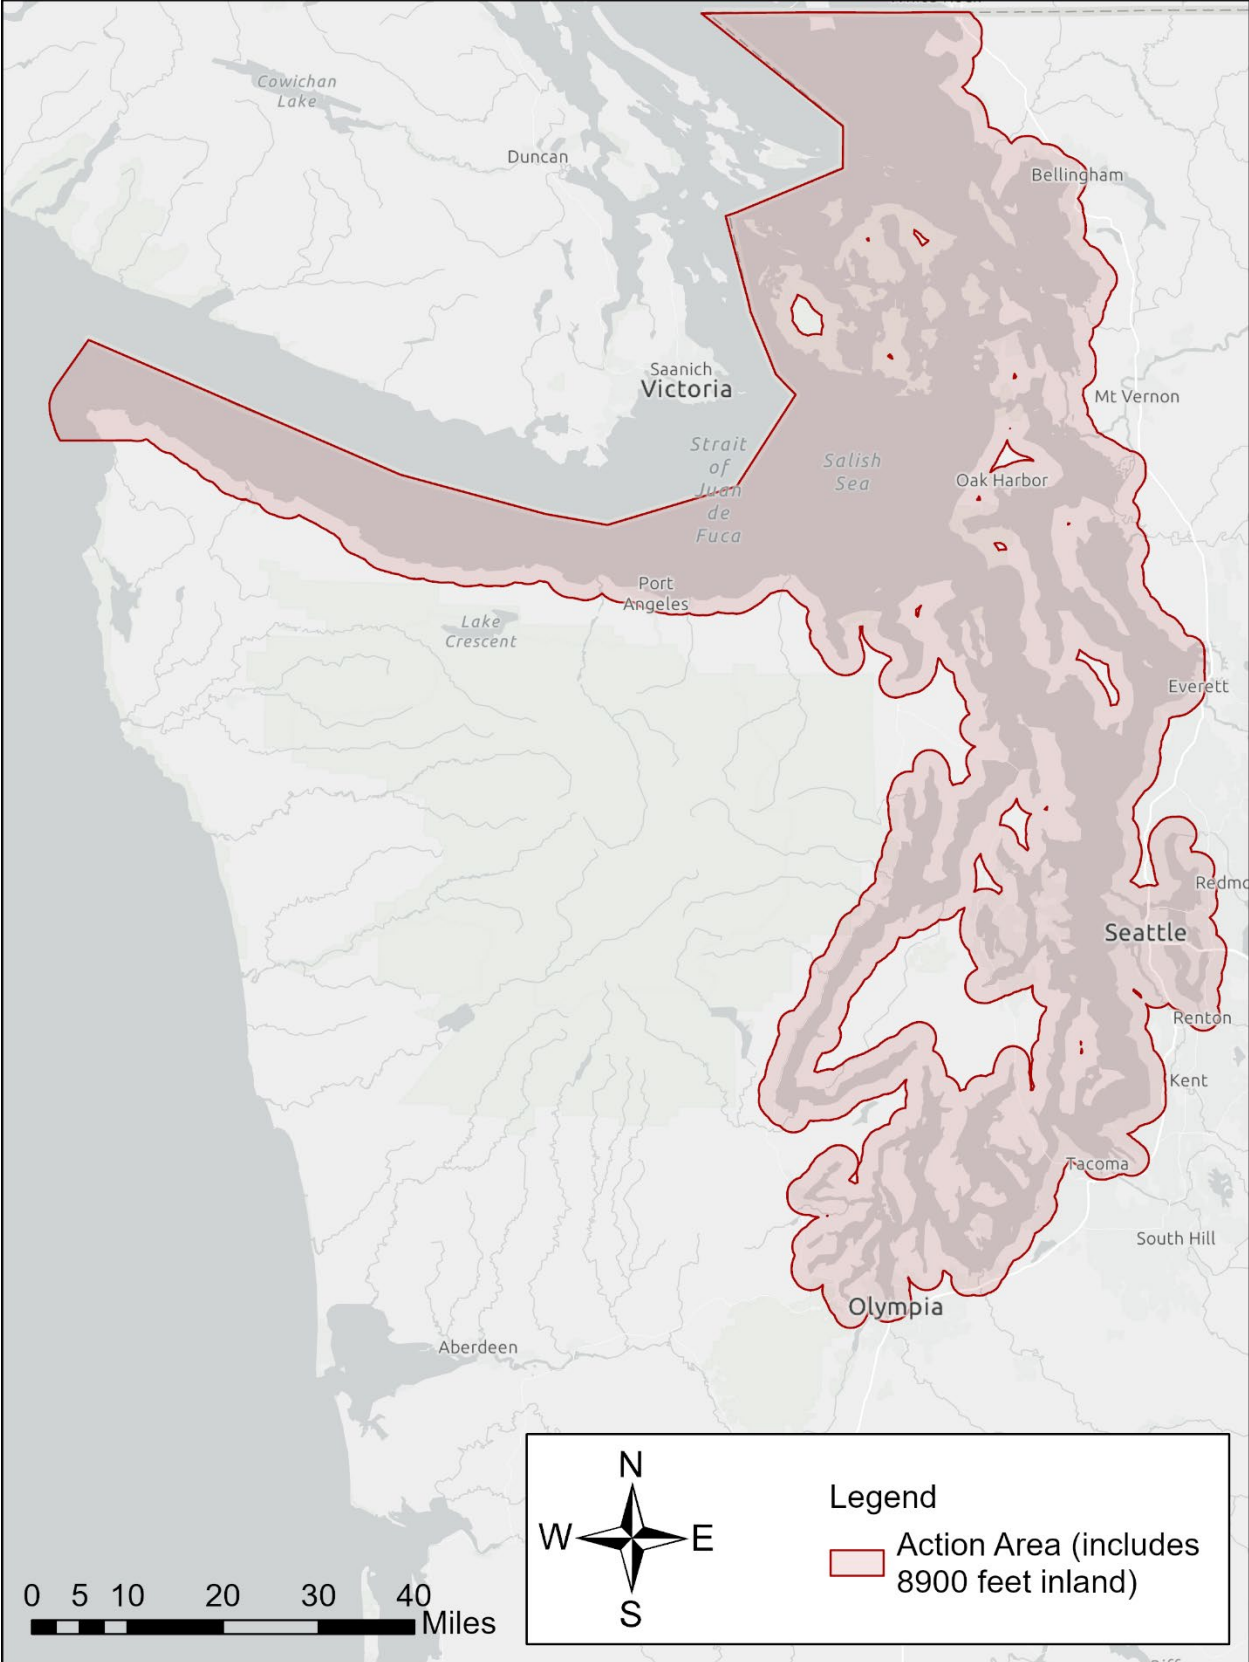 Cowichan
Lake
Duncan
Bellingham
Saanich
Victoria
Mt Vernon
Strait
of
Juan
de
Fuca
Salish
Sea
Oak Harbor
Port
Angeles
Lake
Crescent
Everett
Redmo
Seattle
Renton
Kent
Tacoma
South Hill
Olympia
Aberdeen
N
W
E
S
Legend
Action Area (includes
8900 feet inland)
0 5 10 20 30 40
Miles